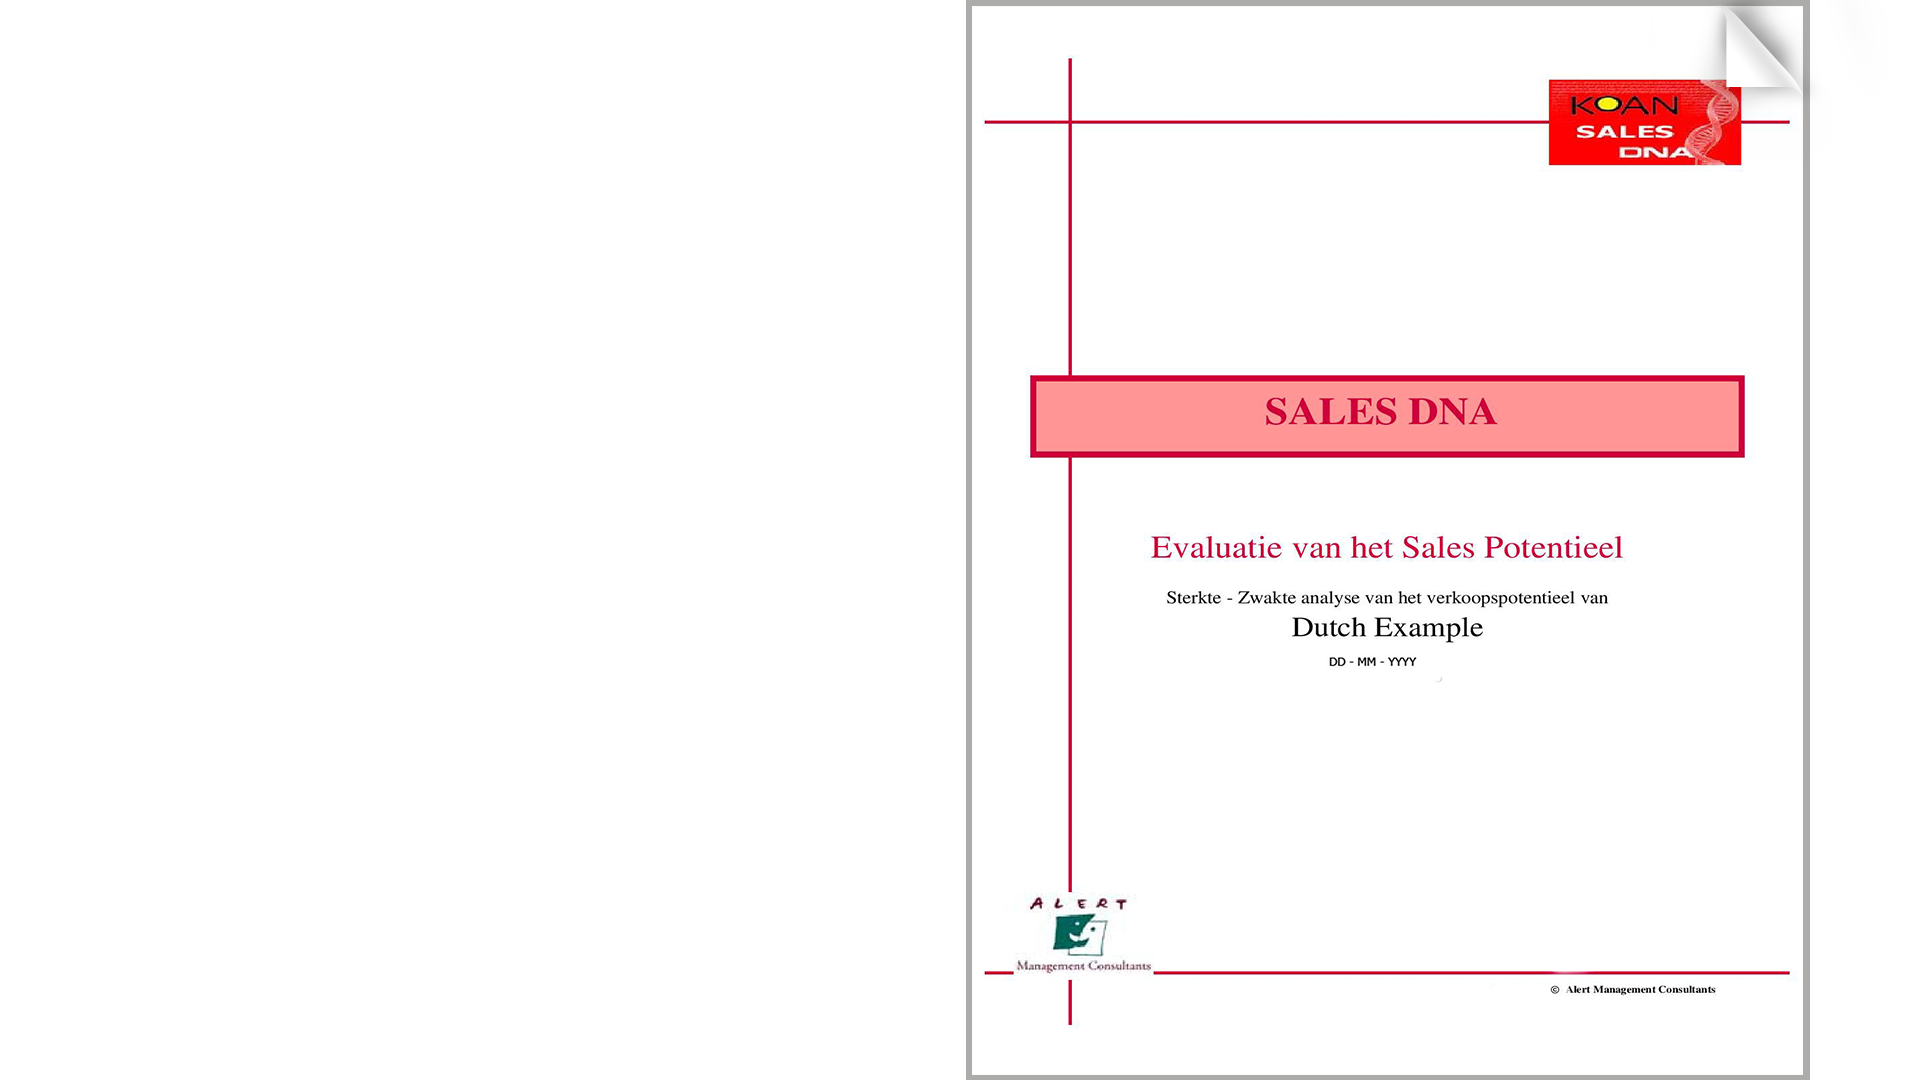 KOAN
SALES
DNA
SALES DNA
Evaluatie van het Sales Potentieel
Sterkte - Zwakte analyse van het verkoopspotentieel van
Dutch Example
DD - MM - YYYY
ALERT
Management Consultants
© Alert Management Consultants